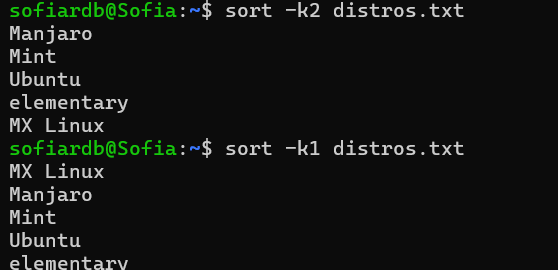 sofiardb@Sofia:~$ sort -k2 distros.txt
Manjaro
Mint
Ubuntu
elementary
MX Linux
sofiardb@Sofia:~$ sort -k1 distros.txt
MX Linux
Manjaro
Mint
Ubuntu
elementary